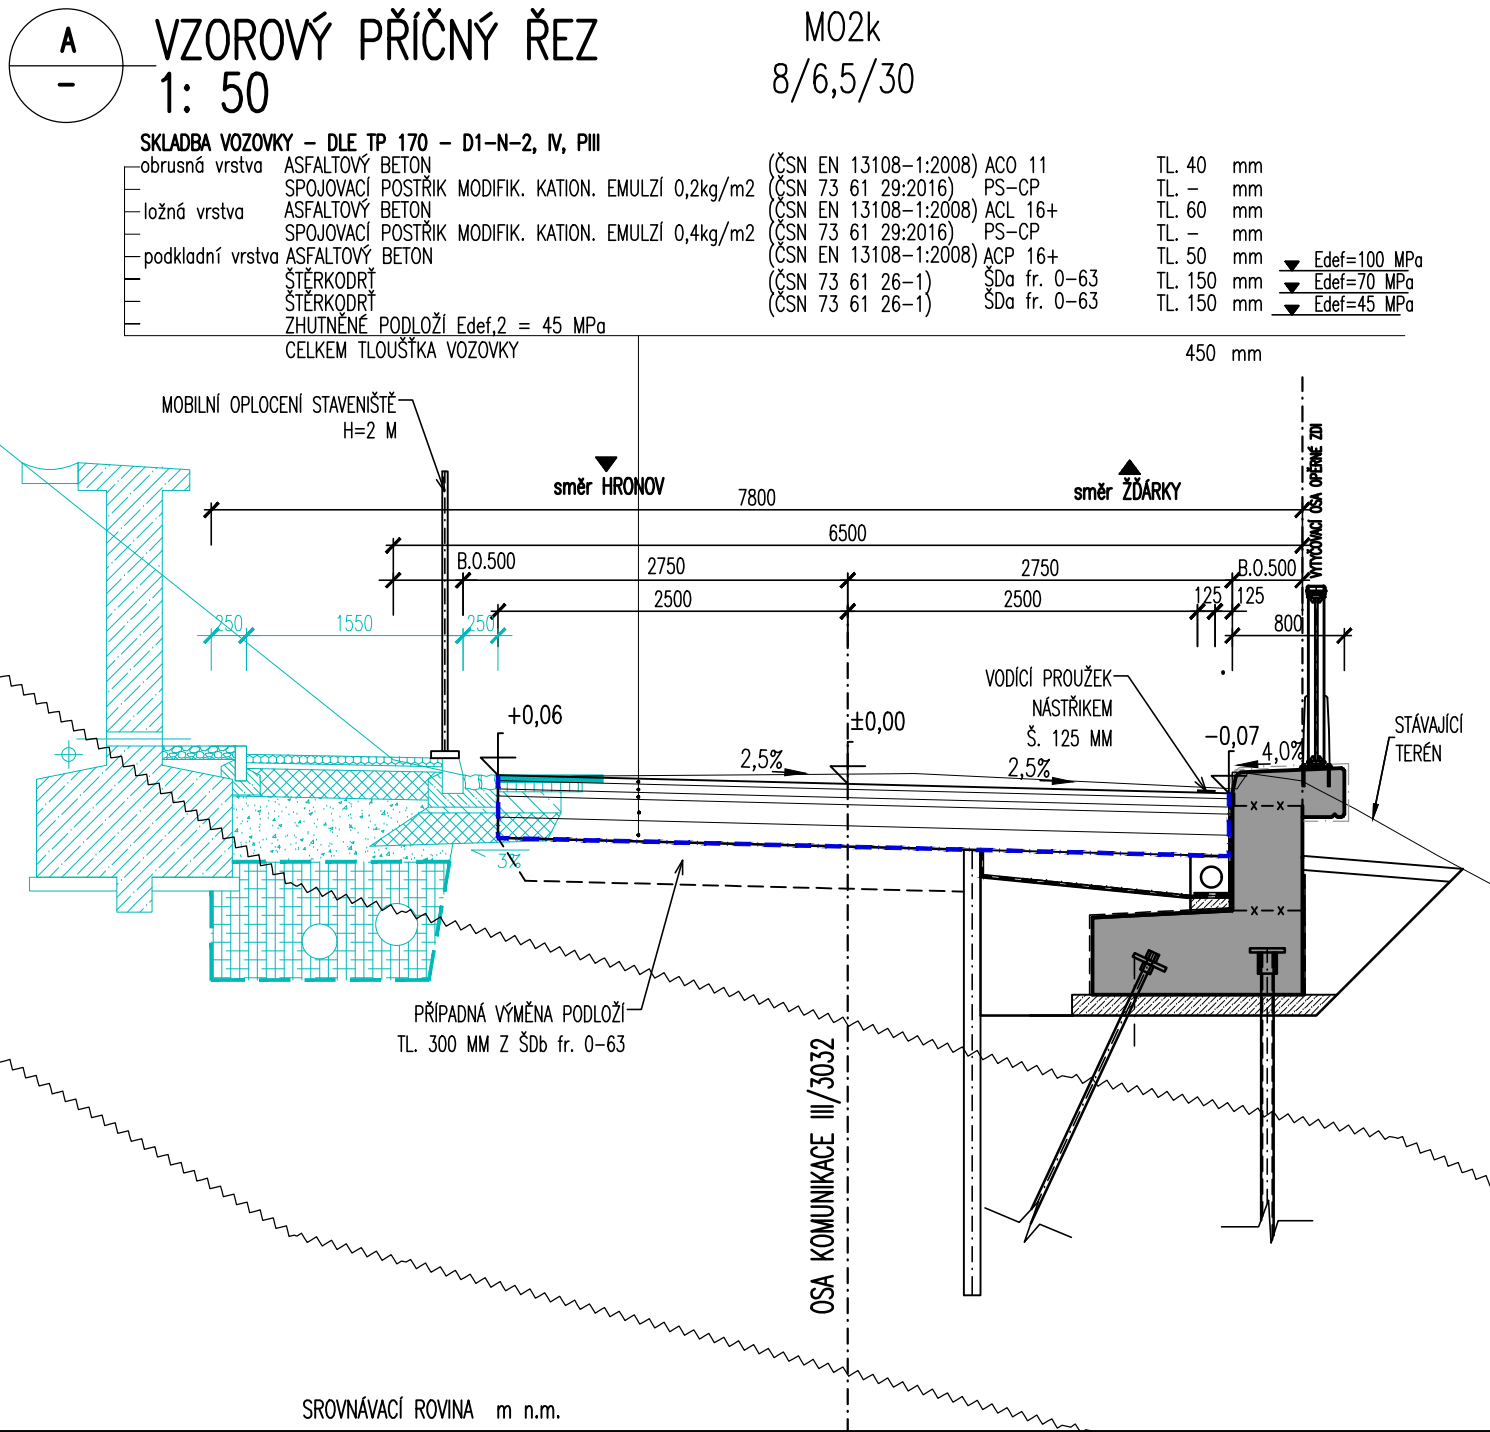 A
-
VZOROVÝ PŘÍČNÝ ŘEZ
1: 50
MO2k
8/6,5/30
SKLADBA VOZOVKY - DLE TP 170 - D1-N-2, IV, PIII
obrusná vrstva ASFALTOVÝ BETON (ČSN EN 13108-1:2008) ACO 11 TL. 40 mm
SPOJOVACÍ POSTŘIK MODIFIK. KATION. EMULZÍ 0,2kg/m2 (ČSN 73 61 29:2016) PS-CP TL. - mm
ložná vrstva ASFALTOVÝ BETON (ČSN EN 13108-1:2008) ACL 16+ TL. 60 mm
SPOJOVACÍ POSTŘIK MODIFIK. KATION. EMULZÍ 0,4kg/m2 (ČSN 73 61 29:2016) PS-CP TL. - mm
podkladní vrstva ASFALTOVÝ BETON (ČSN EN 13108-1:2008) ACP 16+ TL. 50 mm Edef=100 MPa
ŠTĚRKODRŤ (ČSN 73 61 26-1) ŠDa fr. 0-63 TL. 150 mm Edef=70 MPa
ŠTĚRKODRŤ (ČSN 73 61 26-1) ŠDa fr. 0-63 TL. 150 mm Edef=45 MPa
ZHUTNĚNÉ PODLOŽÍ Edef,2 = 45 MPa
CELKEM TLOUŠŤKA VOZOVKY 450 mm
MOBILNÍ OPLOCENÍ STAVENIŠTĚ
H=2 M
směr HRONOV
směr ŽĎÁRKY
VYTYČOVACÍ OSA OPĚRNÉ ZDI
7800
6500
B.O.500 2750 2750 B.O.500
2500 2500 125 125
250 1550 250 800
VODÍCÍ PROUŽEK
NÁSTŘIKEM
Š. 125 MM
+0,06 ±0,00 -0,07
STÁVAJÍCÍ
TERÉN
2,5% 2,5% 4,0%
3%
x x
x x
PŘÍPADNÁ VÝMĚNA PODLOŽÍ
TL. 300 MM Z ŠDb fr. 0-63
OSA KOMUNIKACE III/3032
SROVNÁVACÍ ROVINA m n.m.